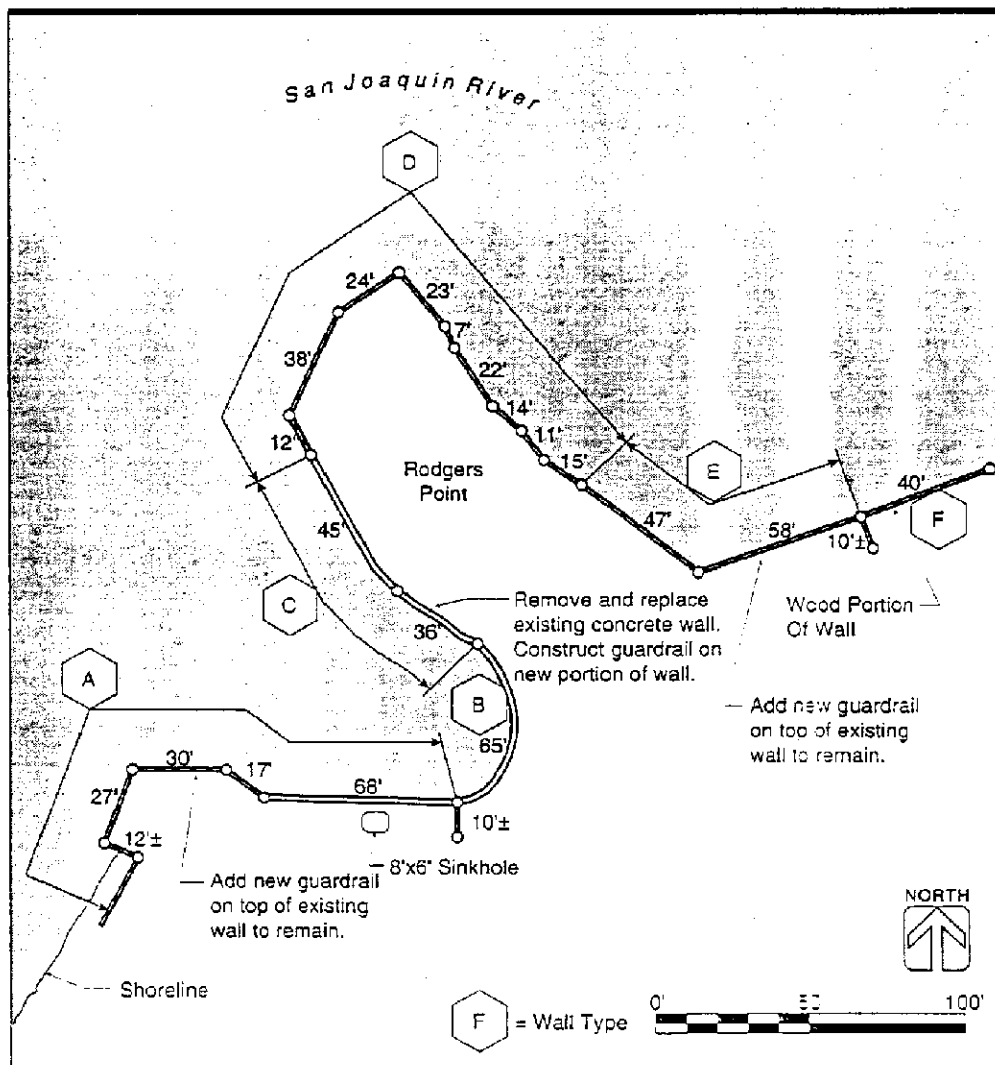 San Joaquin River
D
24'
23'
7'
38'
22'
14'
12'
11'
15'
Rodgers
Point
E
40'
47'
45'
58'
F
10'±
C
Remove and replace
existing concrete wall.
Construct guardrail on
new portion of wall.
Wood Portion
Of Wall
36'
A
B
Add new guardrail
on top of existing
wall to remain.
65'
30'
17'
68'
27'
10'±
12'±
8'x6' Sinkhole
Add new guardrail
on top of existing
wall to remain.
NORTH
Shoreline
F = Wall Type
0' 50 100'